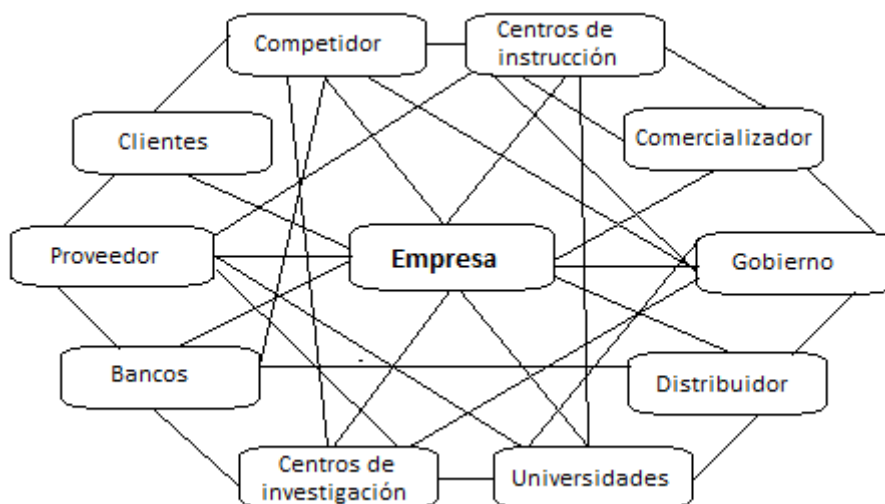 Competidor
Centros de
instrucción
Clientes
Comercializador
Proveedor
Empresa
Gobierno
Bancos
Distribuidor
Centros de
investigación
Universidades